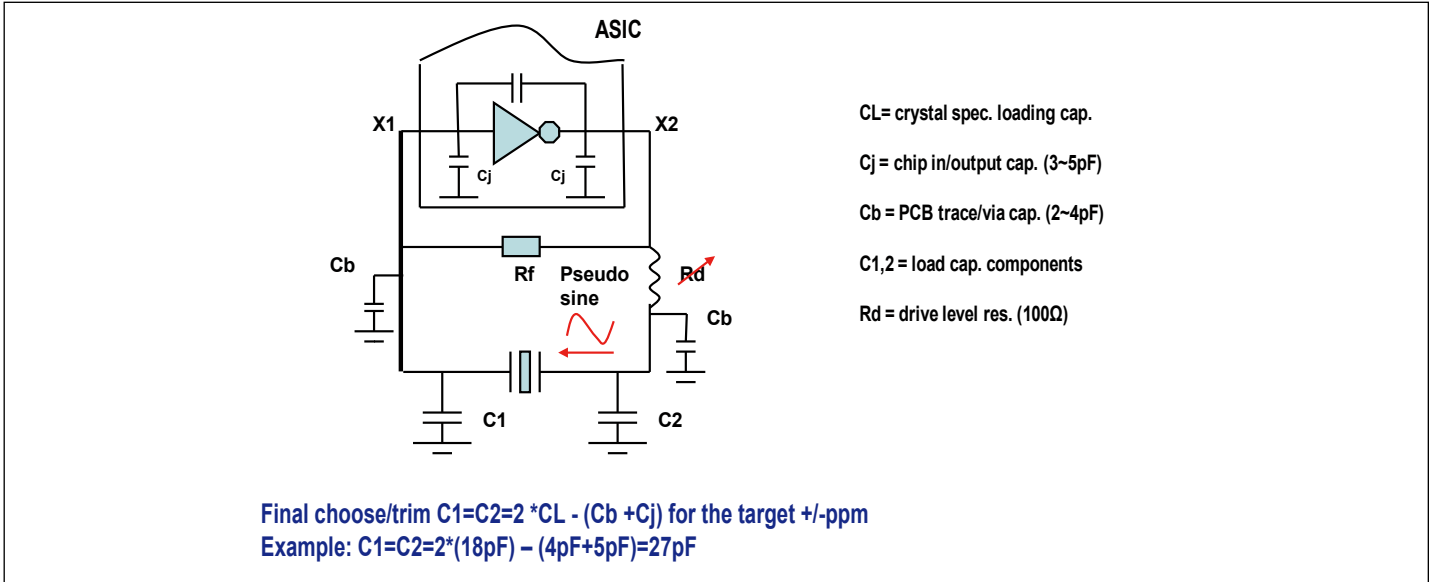 ASIC
X1
X2
Cj
Cj
CL= crystal spec. loading cap.
Cj = chip in/output cap. (3~5pF)
Cb = PCB trace/via cap. (2~4pF)
C1,2 = load cap. components
Rd = drive level res. (100Ω)
Cb
Rf
Pseudo
sine
Rd
Cb
C1
C2
Final choose/trim C1=C2=2 *CL - (Cb +Cj) for the target +/-ppm
Example: C1=C2=2*(18pF) – (4pF+5pF)=27pF